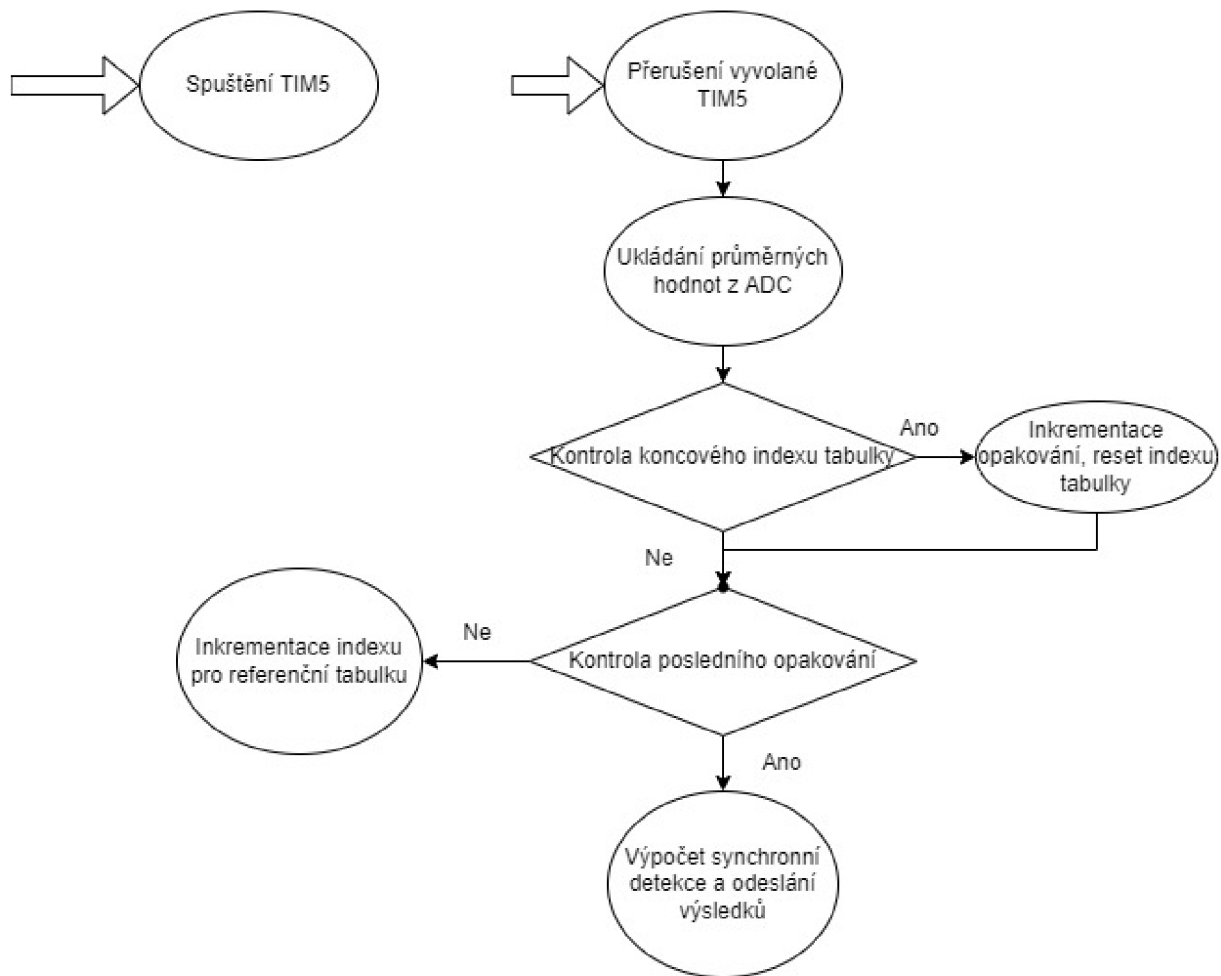 Spuštění TIM5
Přerušení vyvolané
TIM5
Ukládání průměrných
hodnot z ADC
Kontrola koncového indexu tabulky
Ano
Inkrementace
opakování, reset indexu
tabulky
Ne
Kontrola posledního opakování
Ne
Inkrementace indexu
pro referenční tabulku
Ano
Výpočet synchronní
detekce a odeslání
výsledků